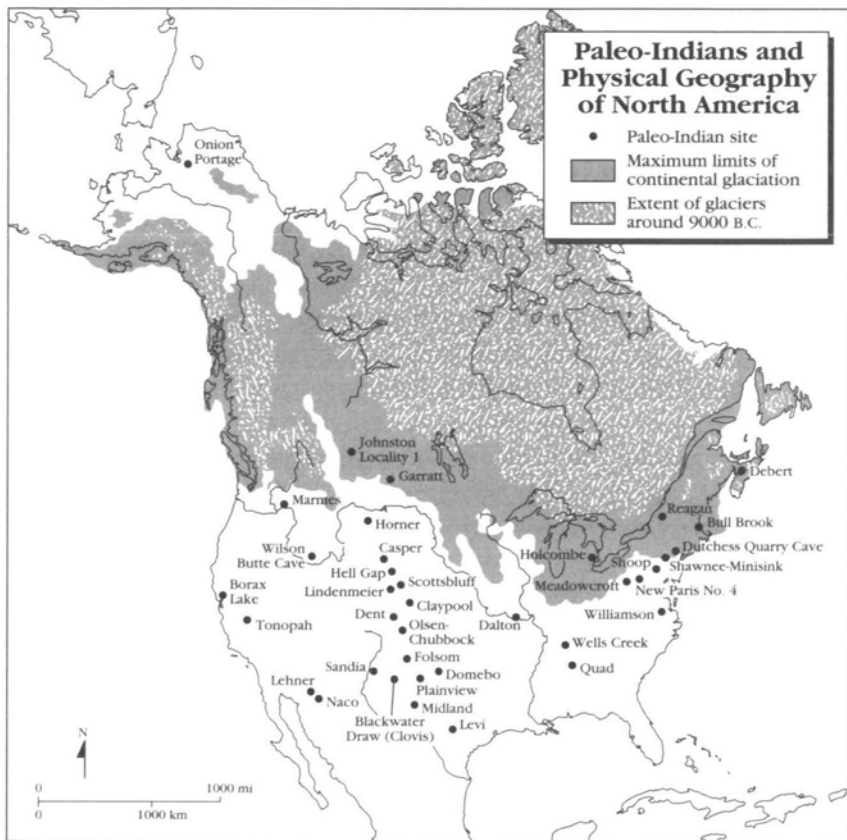 Paleo-Indians and
Physical Geography
of North America
Paleo-Indian site
Maximum limits of
continental glaciation
Extent of glaciers
around 9000 B.C.
Onion
Portage
Johnston
Locality 1
Garratt
Debert
Marmes
Reagan
Horner
Bull Brook
Wilson
Butte Cave
Casper
Holcombe
Dutchess Quarry Cave
Shoop
Shawnee-Minisink
Hell Gap
Scottsbluff
Meadowcroft
New Paris No. 4
Borax
Lake
Lindenmeier
Claypool
Williamson
Tonopah
Dent
Olsen-
Chubbock
Dalton
Wells Creek
Folsom
Sandia
Domebo
Quad
Plainview
Lehner
Naco
Midland
Blackwater
Draw (Clovis)
Levi
N
0 1000 mi
0 1000 km